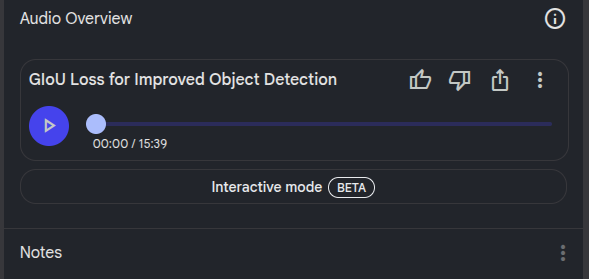 Audio Overview
GIoU Loss for Improved Object Detection
00:00 / 15:39
Interactive mode BETA
Notes